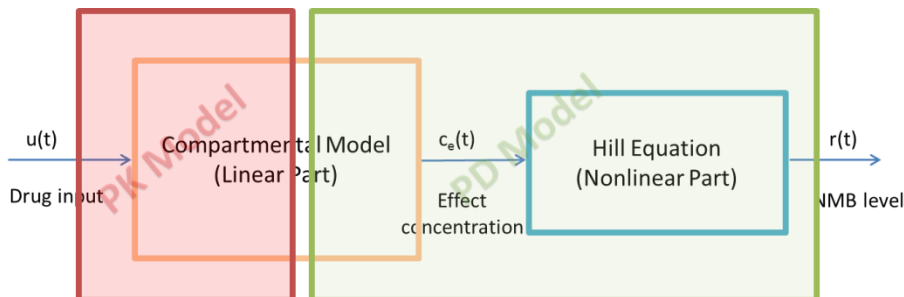 u(t)
Drug input
PK Model
Compartmental Model
(Linear Part)
c_e(t)
Effect
concentration
PD Model
Hill Equation
(Nonlinear Part)
r(t)
NMB level